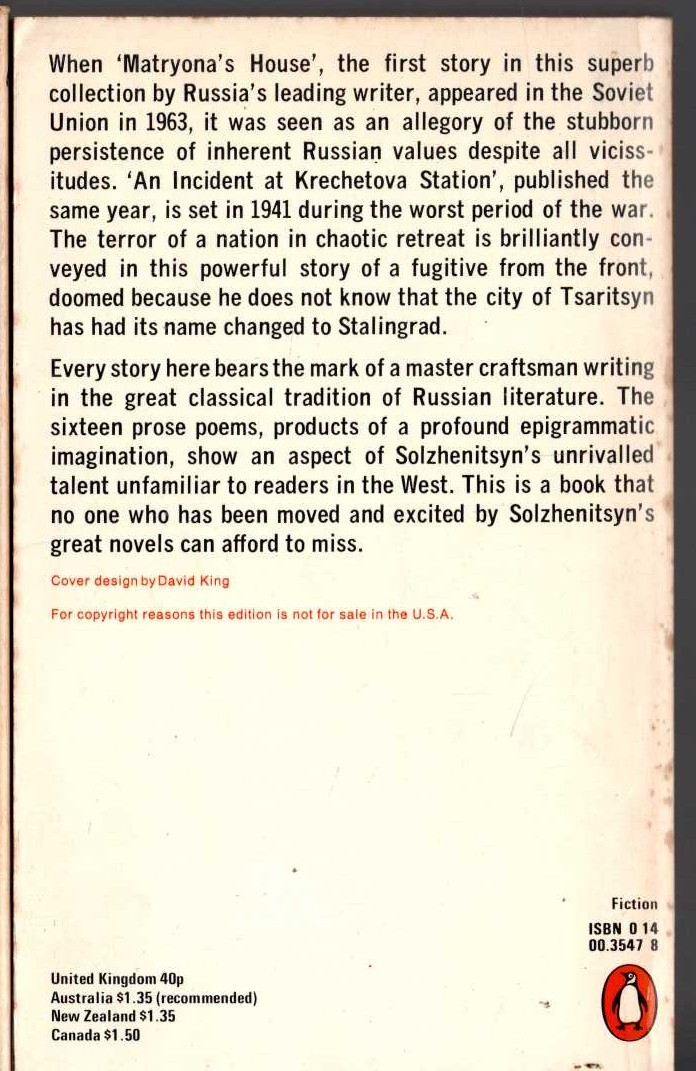 When ‘Matryona’s House’, the first story in this superb
collection by Russia’s leading writer, appeared in the Soviet
Union in 1963, it was seen as an allegory of the stubborn
persistence of inherent Russian values despite all viciss-
itudes. ‘An Incident at Krechetova Station’, published the
same year, is set in 1941 during the worst period of the war.
The terror of a nation in chaotic retreat is brilliantly con-
veyed in this powerful story of a fugitive from the front,
doomed because he does not know that the city of Tsaritsyn
has had its name changed to Stalingrad.
Every story here bears the mark of a master craftsman writing
in the great classical tradition of Russian literature. The
sixteen prose poems, products of a profound epigrammatic
imagination, show an aspect of Solzhenitsyn’s unrivalled
talent unfamiliar to readers in the West. This is a book that
no one who has been moved and excited by Solzhenitsyn’s
great novels can afford to miss.
Cover design by David King
For copyright reasons this edition is not for sale in the U.S.A.
Fiction
ISBN 0 14
00.3547 8
United Kingdom 40p
Australia $1.35 (recommended)
New Zealand $1.35
Canada $1.50